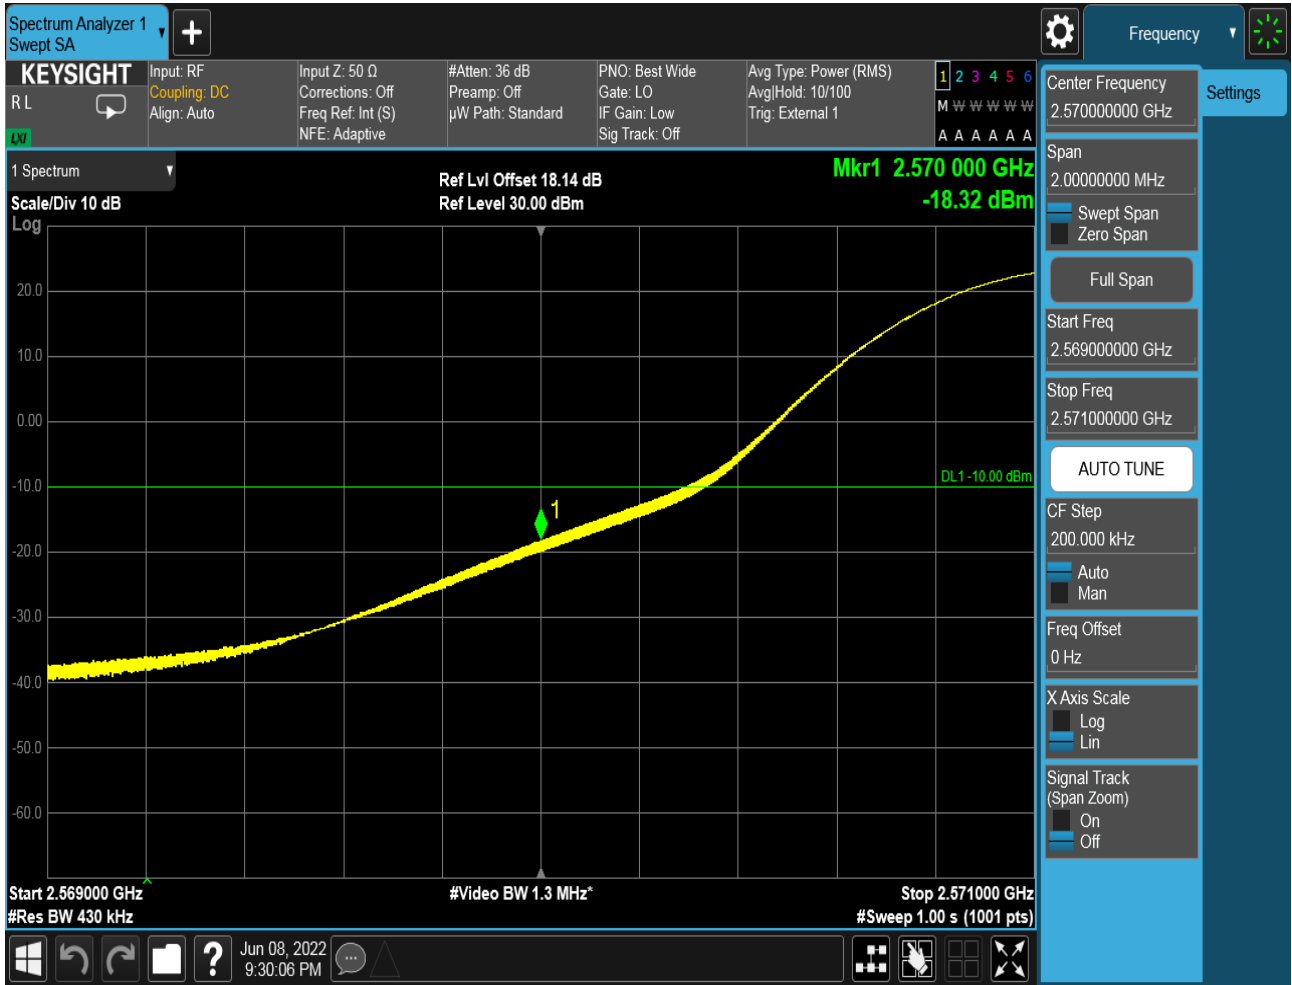 Spectrum Analyzer 1
Swept SA
Frequency
KEYSIGHT
R L
LXI
Input: RF
Coupling: DC
Align: Auto
Input Z: 50 Ω
Corrections: Off
Freq Ref: Int (S)
NFE: Adaptive
#Atten: 36 dB
Preamp: Off
µW Path: Standard
PNO: Best Wide
Gate: LO
IF Gain: Low
Sig Track: Off
Avg Type: Power (RMS)
Avg|Hold: 10/100
Trig: External 1
1 2 3 4 5 6
M W W W W W
A A A A A A
1 Spectrum
Scale/Div 10 dB
Log
Ref Lvl Offset 18.14 dB
Ref Level 30.00 dBm
Mkr1 2.570 000 GHz
-18.32 dBm
20.0
10.0
0.00
-10.0
-20.0
-30.0
-40.0
-50.0
-60.0
DL1 -10.00 dBm
1
Start 2.569000 GHz
#Res BW 430 kHz
#Video BW 1.3 MHz*
Stop 2.571000 GHz
#Sweep 1.00 s (1001 pts)
Jun 08, 2022
9:30:06 PM
Center Frequency
2.570000000 GHz
Settings
Span
2.00000000 MHz
Swept Span
Zero Span
Full Span
Start Freq
2.569000000 GHz
Stop Freq
2.571000000 GHz
AUTO TUNE
CF Step
200.000 kHz
Auto
Man
Freq Offset
0 Hz
X Axis Scale
Log
Lin
Signal Track
(Span Zoom)
On
Off